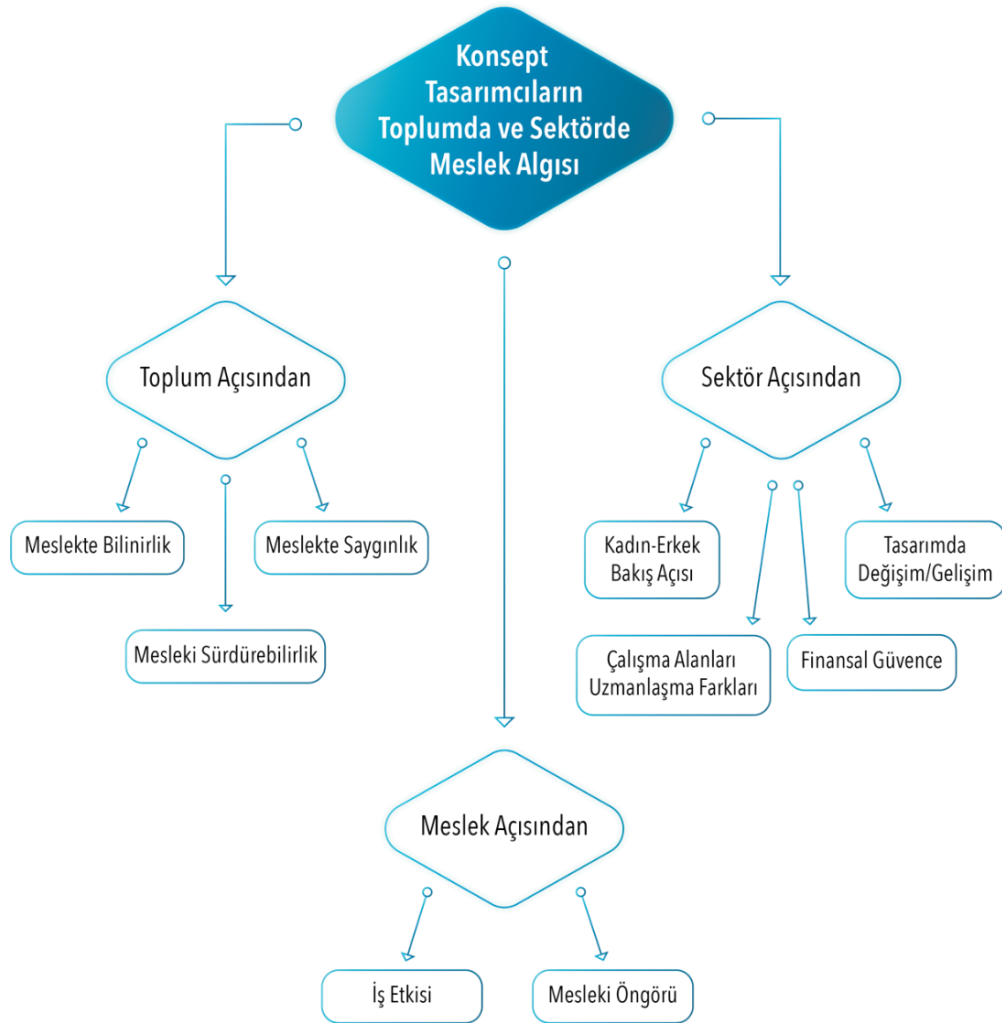 Konsept
Tasarımcıların
Toplumda ve Sektörde
Meslek Algısı
Toplum Açısından
Sektör Açısından
Meslekte Bilinirlik
Meslekte Saygınlık
Mesleki Sürdürebilirlik
Kadın-Erkek
Bakış Açısı
Tasarımda
Değişim/Gelişim
Çalışma Alanları
Uzmanlaşma Farkları
Finansal Güvence
Meslek Açısından
İş Etkisi
Mesleki Öngörü